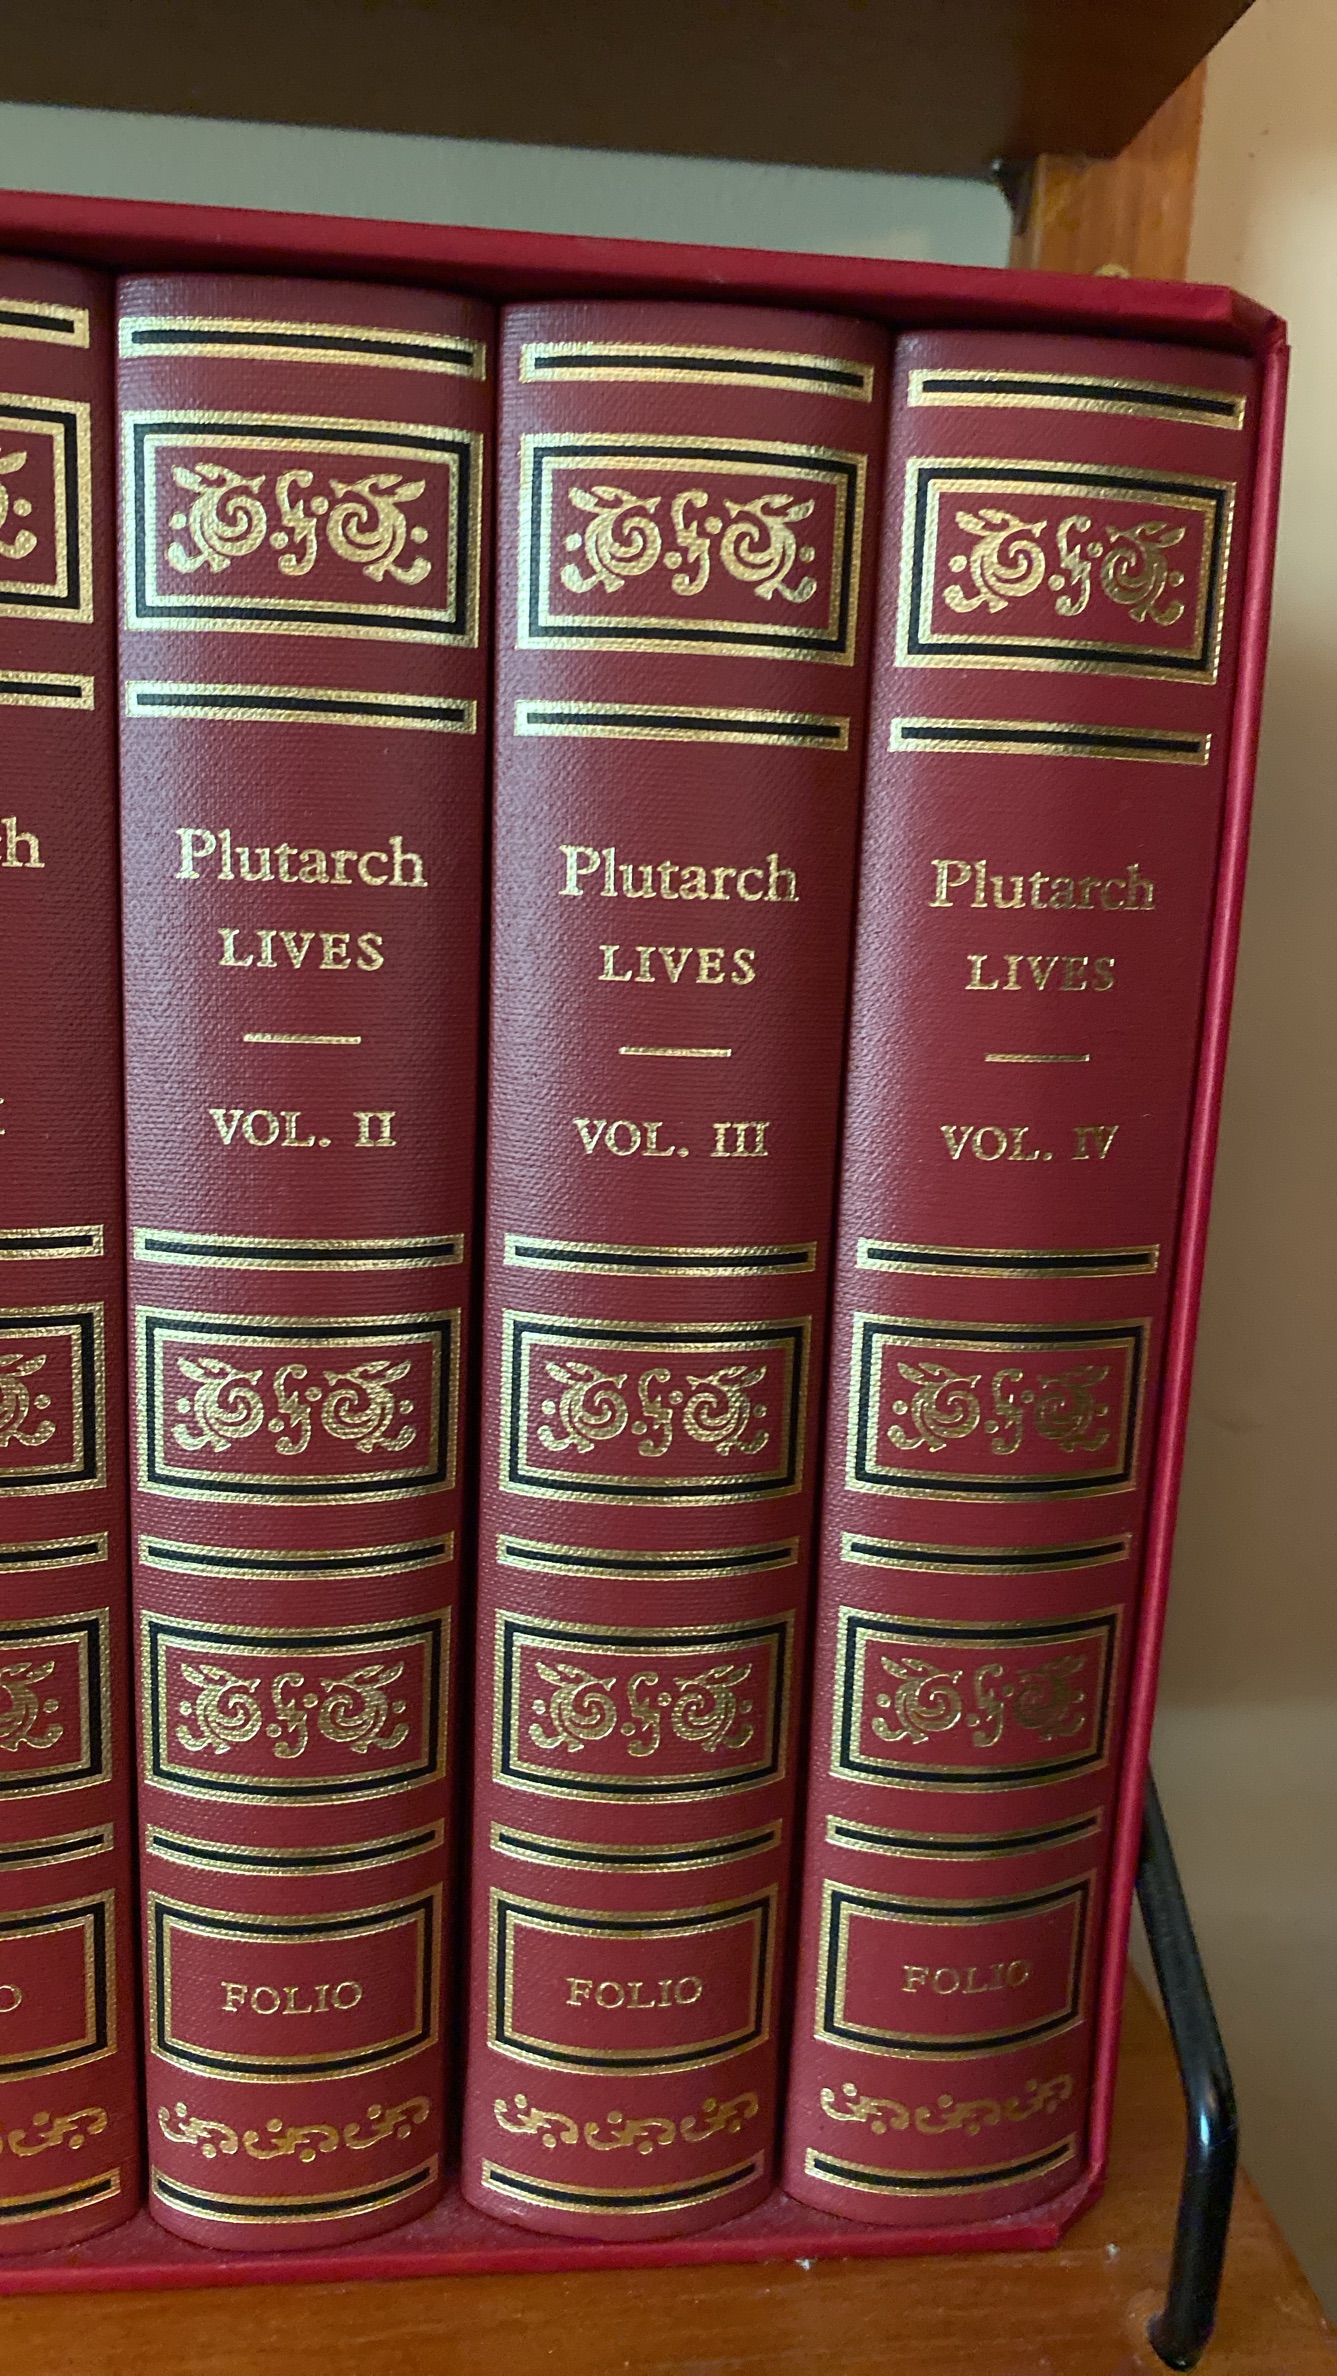 Plutarch
LIVES
VOL. II
FOLIO
Plutarch
LIVES
VOL. III
FOLIO
Plutarch
LIVES
VOL. IV
FOLIO